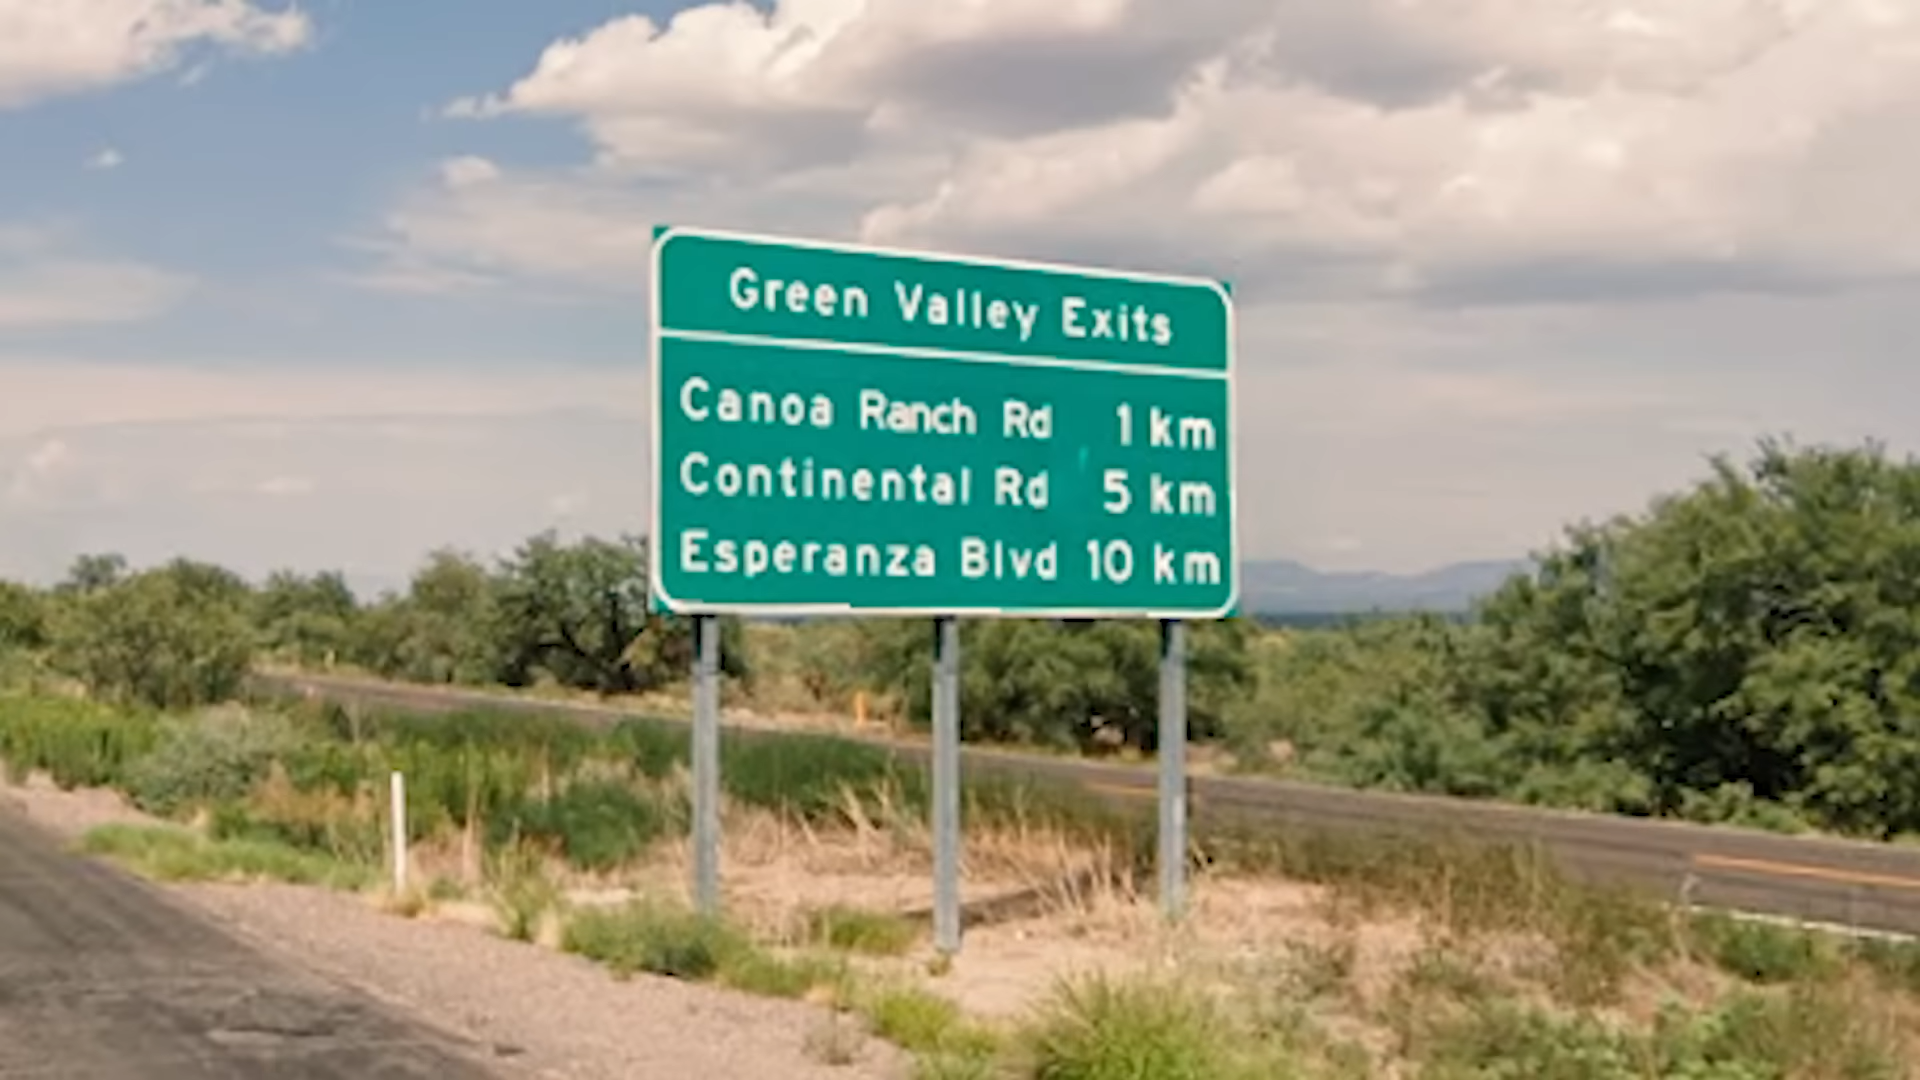 Green Valley Exits
Canoa Ranch Rd 1 km
Continental Rd 5 km
Esperanza Blvd 10 km